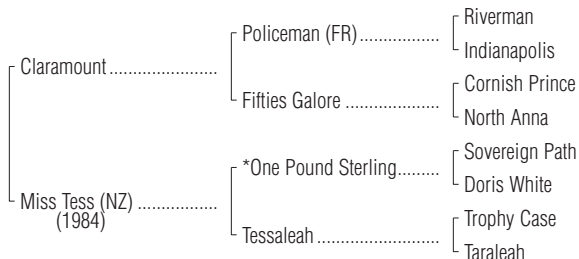 Claramount
Policeman (FR)
Riverman
Indianapolis
Fifties Galore
Cornish Prince
North Anna
Miss Tess (NZ)
(1984)
*One Pound Sterling
Sovereign Path
Doris White
Tessaleah
Trophy Case
Taraleah